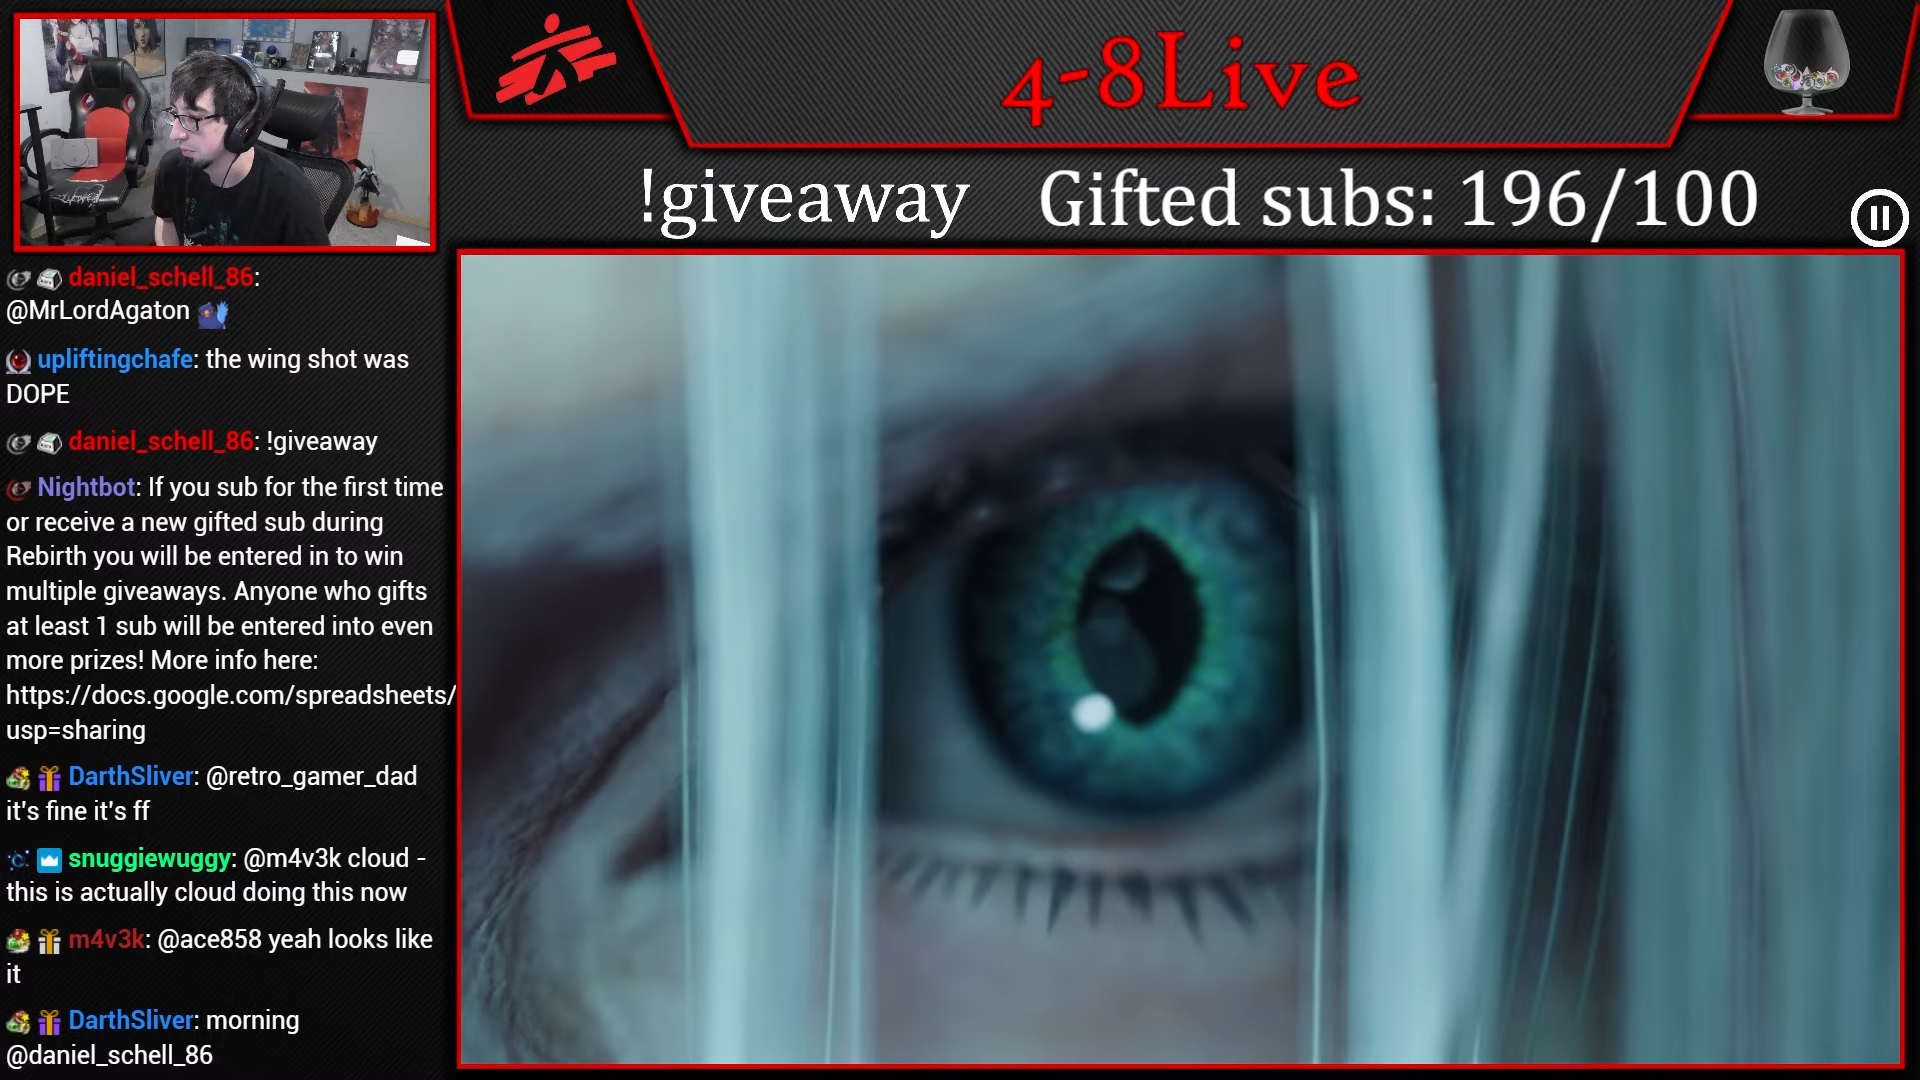 4-8Live
!giveaway
Gifted subs: 196/100
daniel_schell_86:
@MrLordAgaton
upliftingchafe: the wing shot was
DOPE
daniel_schell_86: !giveaway
Nightbot: If you sub for the first time
or receive a new gifted sub during
Rebirth you will be entered in to win
multiple giveaways. Anyone who gifts
at least 1 sub will be entered into even
more prizes! More info here:
https://docs.google.com/spreadsheets/
usp=sharing
DarthSliver: @retro_gamer_dad
it's fine it's ff
snuggiewuggy: @m4v3k cloud -
this is actually cloud doing this now
m4v3k: @ace858 yeah looks like
it
DarthSliver: morning
@daniel_schell_86